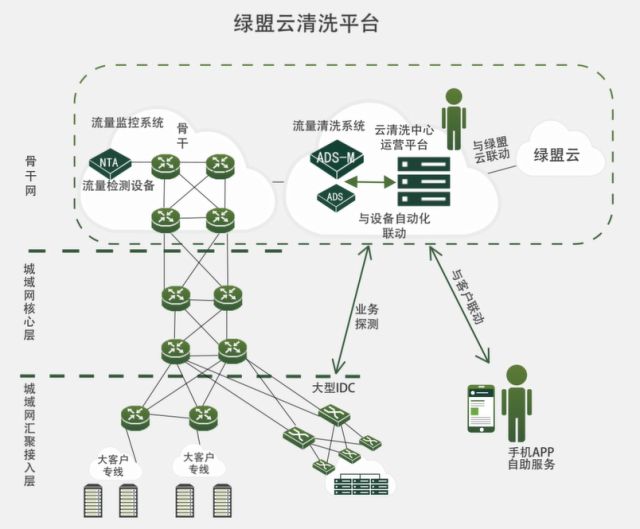 绿盟云清洗平台
流量监控系统
骨干
NTA
流量检测设备
流量清洗系统
ADS-M
ADS
云清洗中心
运营平台
与设备自动化
联动
与绿盟
云联动
绿盟云
骨干网
城域网核心层
业务
探测
与客户联动
城域网汇聚接入层
大型IDC
大客户
专线
大客户
专线
手机APP
自助服务